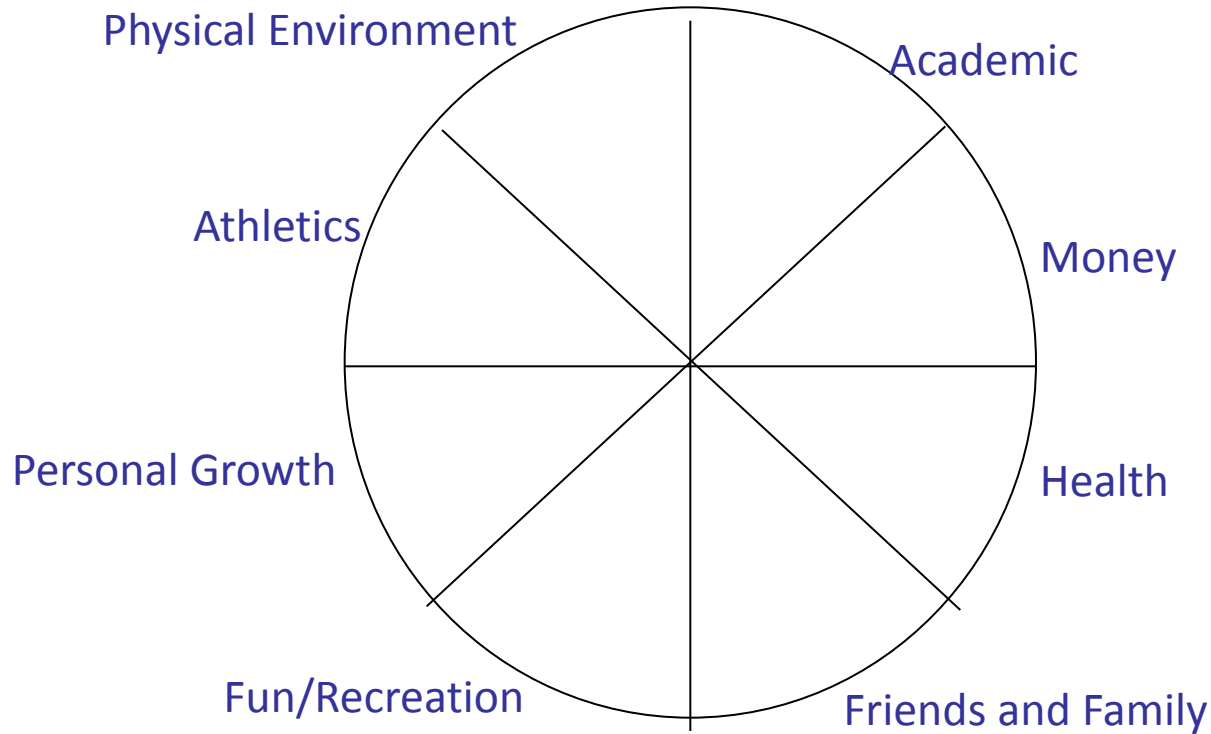 Physical Environment
Academic
Athletics
Money
Personal Growth
Health
Fun/Recreation
Friends and Family